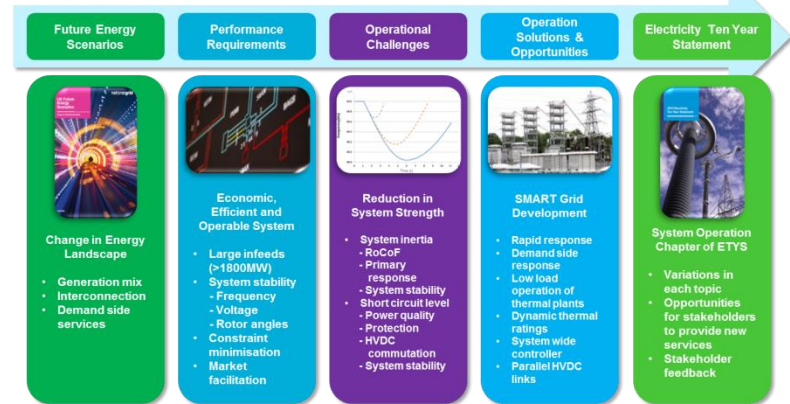 Future Energy
Scenarios
Performance
Requirements
Operational
Challenges
Operation
Solutions &
Opportunities
Electricity Ten Year
Statement
UK Future
Energy
Scenarios
Change in Energy
Landscape
• Generation mix
• Interconnection
• Demand side
services
Economic,
Efficient and
Operable System
• Large infeeds
(>1800MW)
• System stability
- Frequency
- Voltage
- Rotor angles
• Constraint
minimisation
• Market
facilitation
Reduction in
System Strength
• System inertia
- RoCoF
- Primary
response
- System stability
• Short circuit level
- Power quality
- Protection
- HVDC
commutation
- System stability
SMART Grid
Development
• Rapid response
• Demand side
response
• Low load
operation of
thermal plants
• Dynamic thermal
ratings
• System wide
controller
• Parallel HVDC
links
System Operation
Chapter of ETYS
• Variations in
each topic
• Opportunities
for stakeholders
to provide new
services
• Stakeholder
feedback